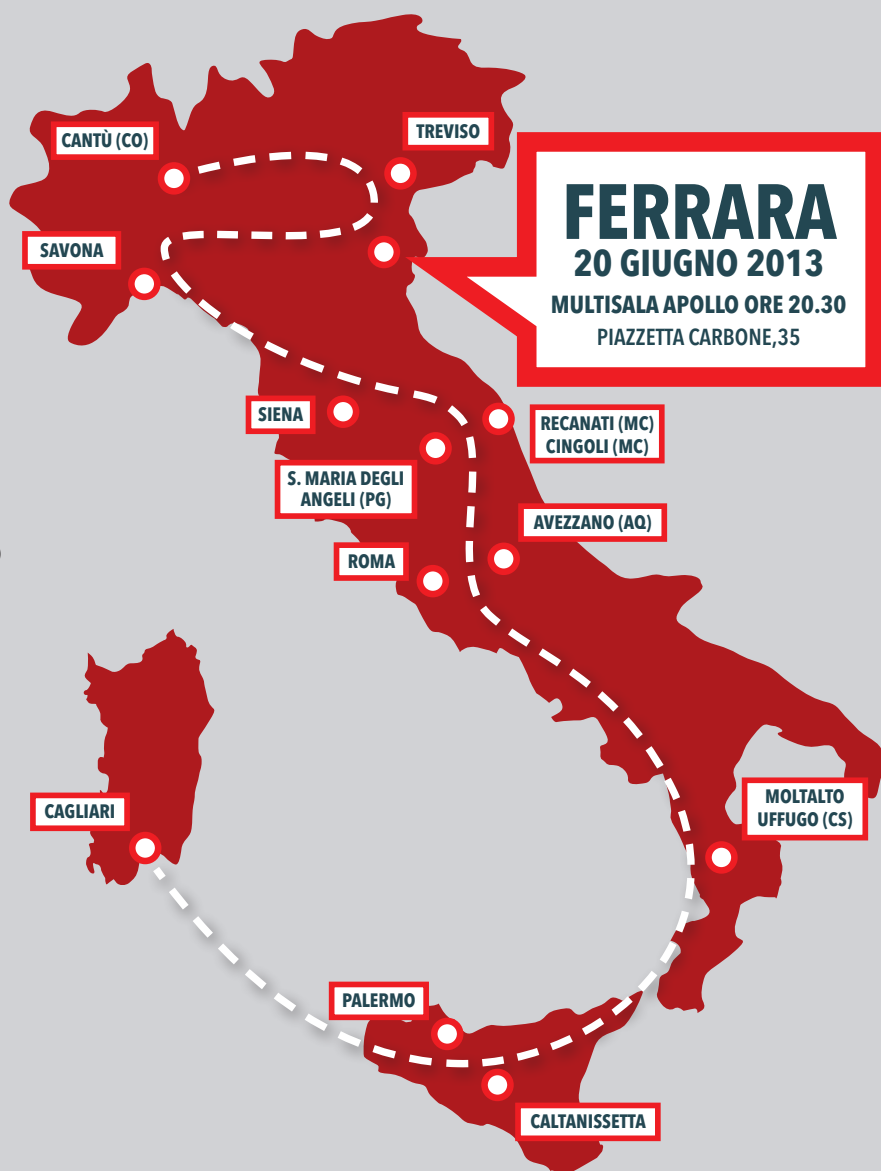 CANTÙ (CO)
TREVISO
FERRARA
20 GIUGNO 2013
MULTISALA APOLLO ORE 20.30
PIAZZETTA CARBONE,35
SAVONA
SIENA
RECANATI (MC)
CINGOLI (MC)
S. MARIA DEGLI
ANGELI (PG)
AVEZZANO (AQ)
ROMA
CAGLIARI
MOLTALTO
UFFUGO (CS)
PALERMO
CALTANISSETTA